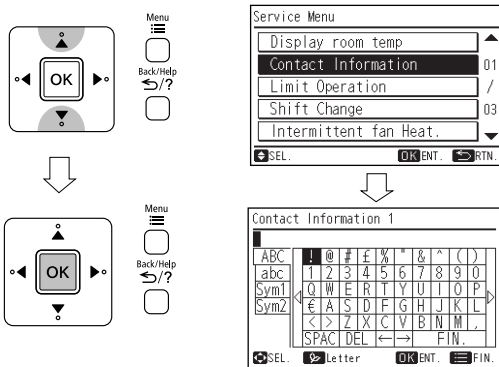 Menu
OK
Back/Help
/?
Service Menu
Display room temp
Contact Information 01
Limit Operation /
Shift Change 03
Intermittent fan Heat.
SEL. OK ENT. RTN.
Menu
OK
Back/Help
/?
Contact Information 1
ABC ! @ # £ % " & ^ ( )
abc 1 2 3 4 5 6 7 8 9 0
Sym1 Q W E R T Y U I O P
Sym2 € A S D F G H J K L
< > Z X C V B N M ,
SPAC DEL ← → FIN.
SEL. Letter OK ENT. FIN.